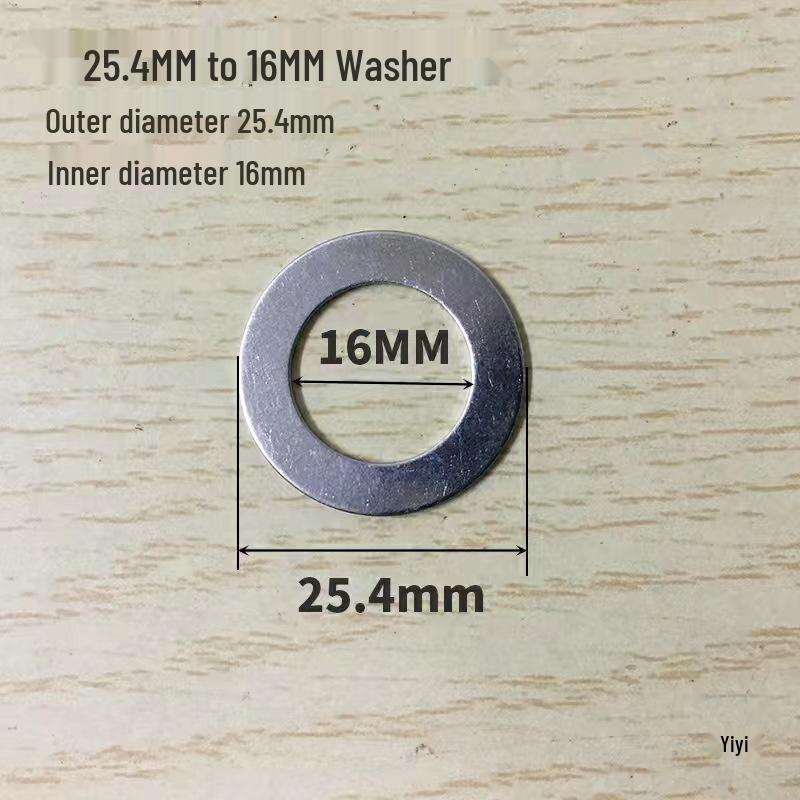 25.4MM to 16MM Washer
Outer diameter 25.4mm
Inner diameter 16mm
16MM
25.4mm
Yiyi